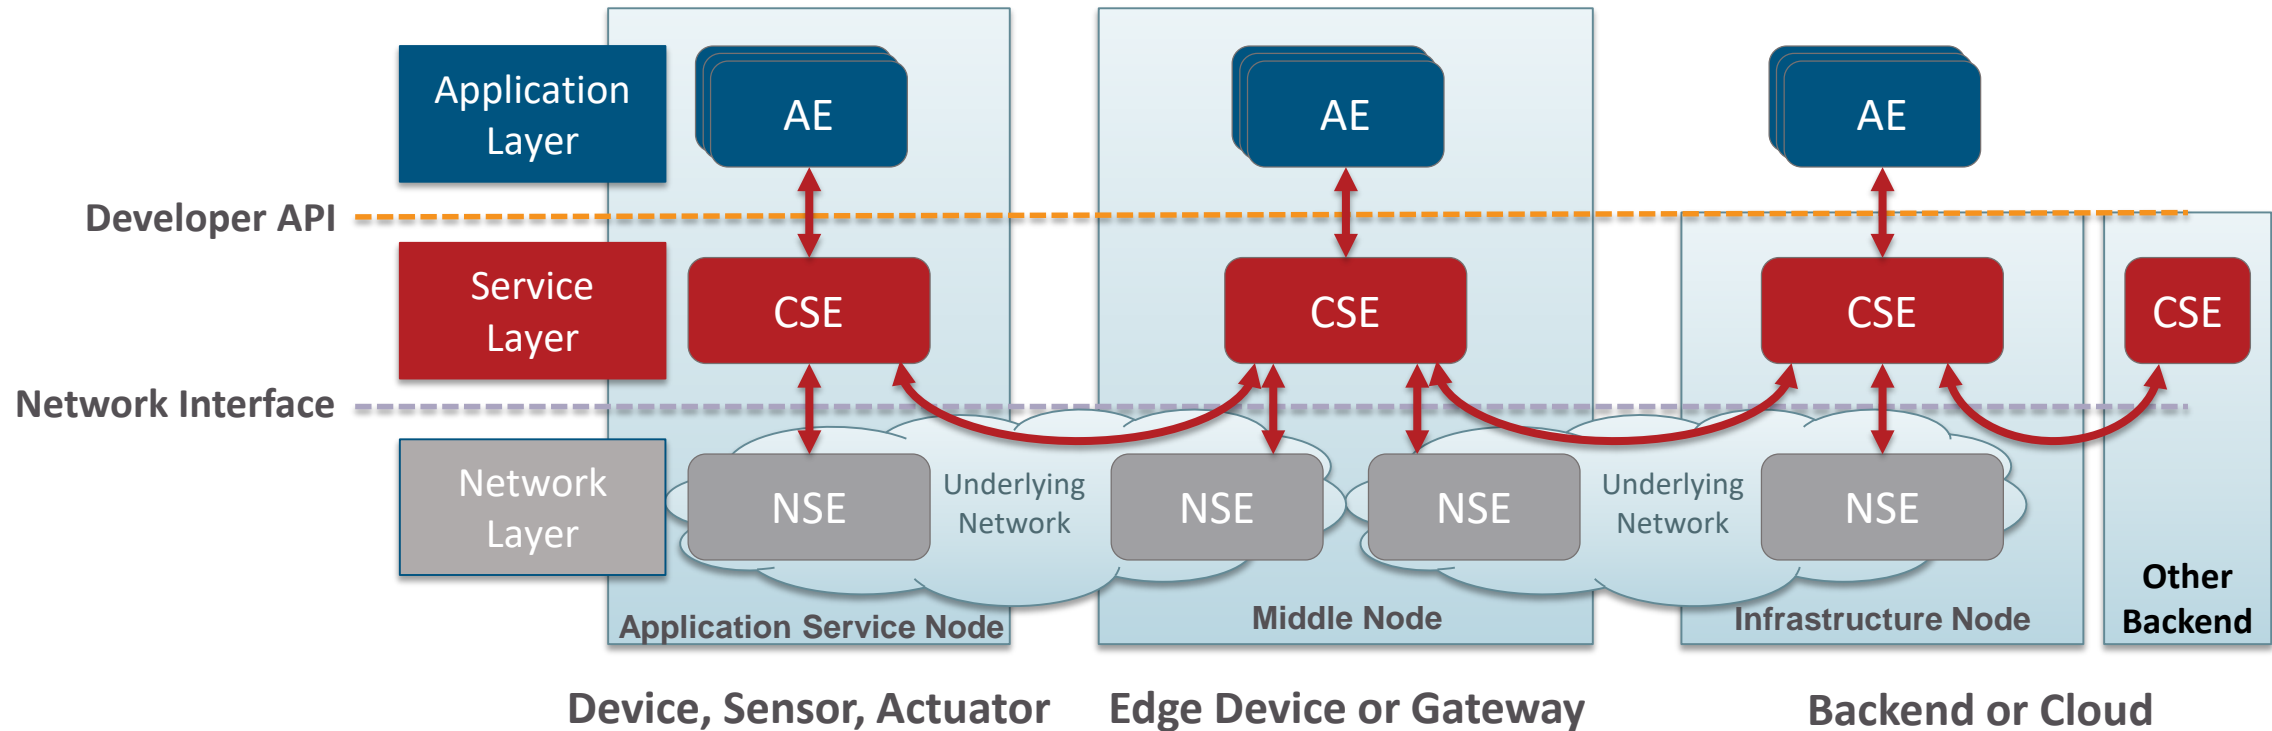 Application
Layer
AE
AE
AE
Developer API
Service
Layer
CSE
CSE
CSE
CSE
Network Interface
Network
Layer
NSE
Underlying
Network
NSE
NSE
Underlying
Network
NSE
Application Service Node
Middle Node
Infrastructure Node
Other
Backend
Device, Sensor, Actuator
Edge Device or Gateway
Backend or Cloud